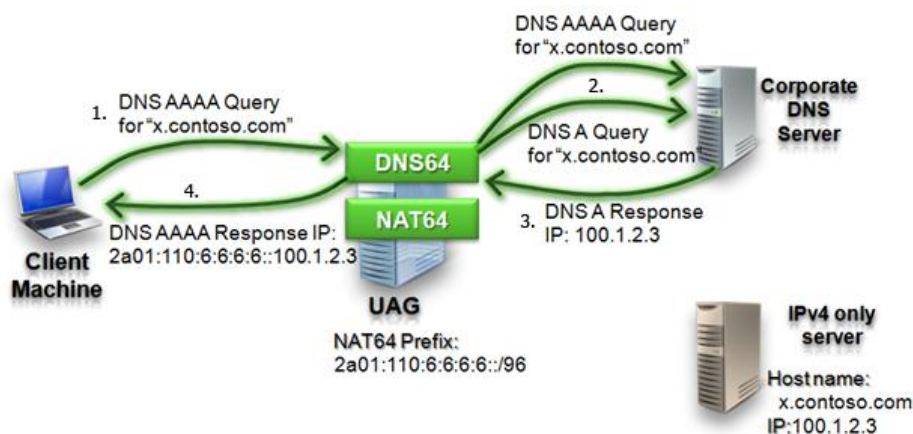 DNS AAAA Query
for "x.contoso.com"
1.
DNS AAAA Query
for "x.contoso.com"
2.
Corporate
DNS
Server
DNS A Query
for "x.contoso.com"
DNS64
4.
NAT64
3.
DNS A Response
IP: 100.1.2.3
DNS AAAA Response IP:
2a01:110:6:6:6:6::100.1.2.3
Client
Machine
UAG
NAT64 Prefix:
2a01:110:6:6:6:6::/96
IPv4 only
server
Host name:
x.contoso.com
IP:100.1.2.3